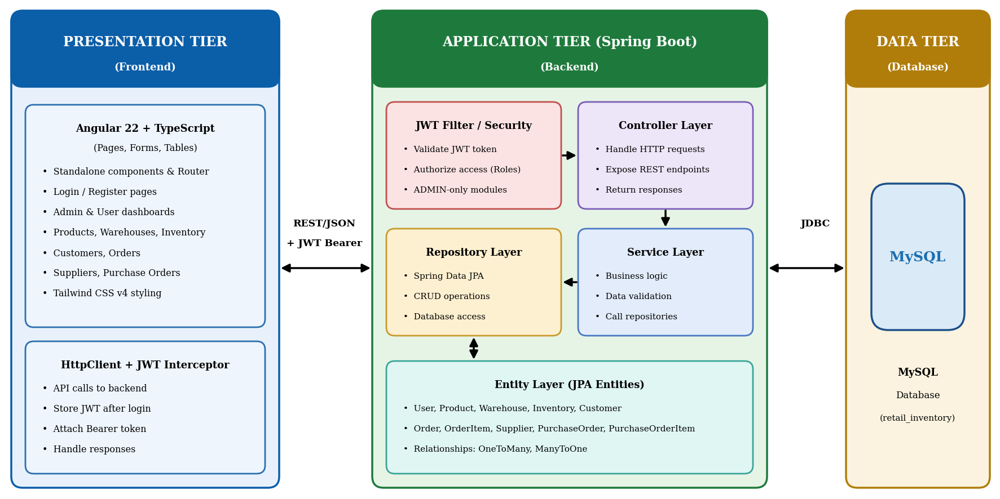 PRESENTATION TIER
(Frontend)
Angular 22 + TypeScript
(Pages, Forms, Tables)
• Standalone components & Router
• Login / Register pages
• Admin & User dashboards
• Products, Warehouses, Inventory
• Customers, Orders
• Suppliers, Purchase Orders
• Tailwind CSS v4 styling
HttpClient + JWT Interceptor
• API calls to backend
• Store JWT after login
• Attach Bearer token
• Handle responses
REST/JSON
+ JWT Bearer
APPLICATION TIER (Spring Boot)
(Backend)
JWT Filter / Security
• Validate JWT token
• Authorize access (Roles)
• ADMIN-only modules
Controller Layer
• Handle HTTP requests
• Expose REST endpoints
• Return responses
Repository Layer
• Spring Data JPA
• CRUD operations
• Database access
Service Layer
• Business logic
• Data validation
• Call repositories
Entity Layer (JPA Entities)
• User, Product, Warehouse, Inventory, Customer
• Order, OrderItem, Supplier, PurchaseOrder, PurchaseOrderItem
• Relationships: OneToMany, ManyToOne
JDBC
DATA TIER
(Database)
MySQL
MySQL
Database
(retail_inventory)